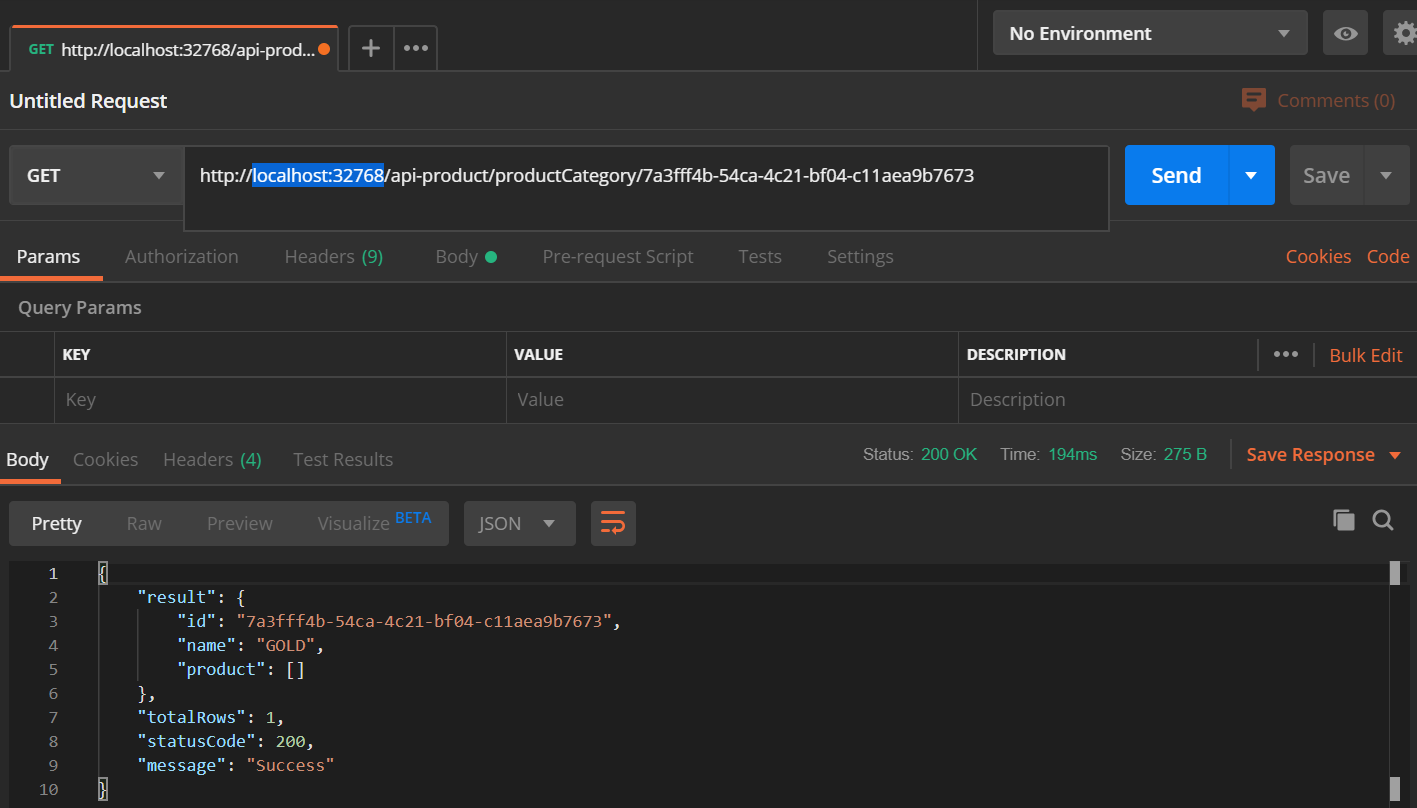 GET http://localhost:32768/api-prod...
No Environment
Untitled Request
Comments (0)
GET
http://localhost:32768/api-product/productCategory/7a3fff4b-54ca-4c21-bf04-c11aea9b7673
Send
Save
Params Authorization Headers (9) Body Pre-request Script Tests Settings Cookies Code
Query Params
KEY VALUE DESCRIPTION Bulk Edit
Key Value Description
Body Cookies Headers (4) Test Results Status: 200 OK Time: 194ms Size: 275 B Save Response
Pretty Raw Preview Visualize BETA JSON
1 {
2 "result": {
3 "id": "7a3fff4b-54ca-4c21-bf04-c11aea9b7673",
4 "name": "GOLD",
5 "product": []
6 },
7 "totalRows": 1,
8 "statusCode": 200,
9 "message": "Success"
10 }